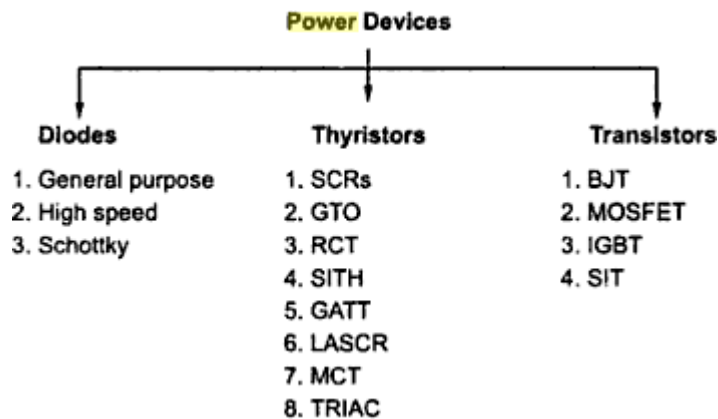 Power Devices
Diodes
1. General purpose
2. High speed
3. Schottky
Thyristors
1. SCRs
2. GTO
3. RCT
4. SITH
5. GATT
6. LASCR
7. MCT
8. TRIAC
Transistors
1. BJT
2. MOSFET
3. IGBT
4. SIT